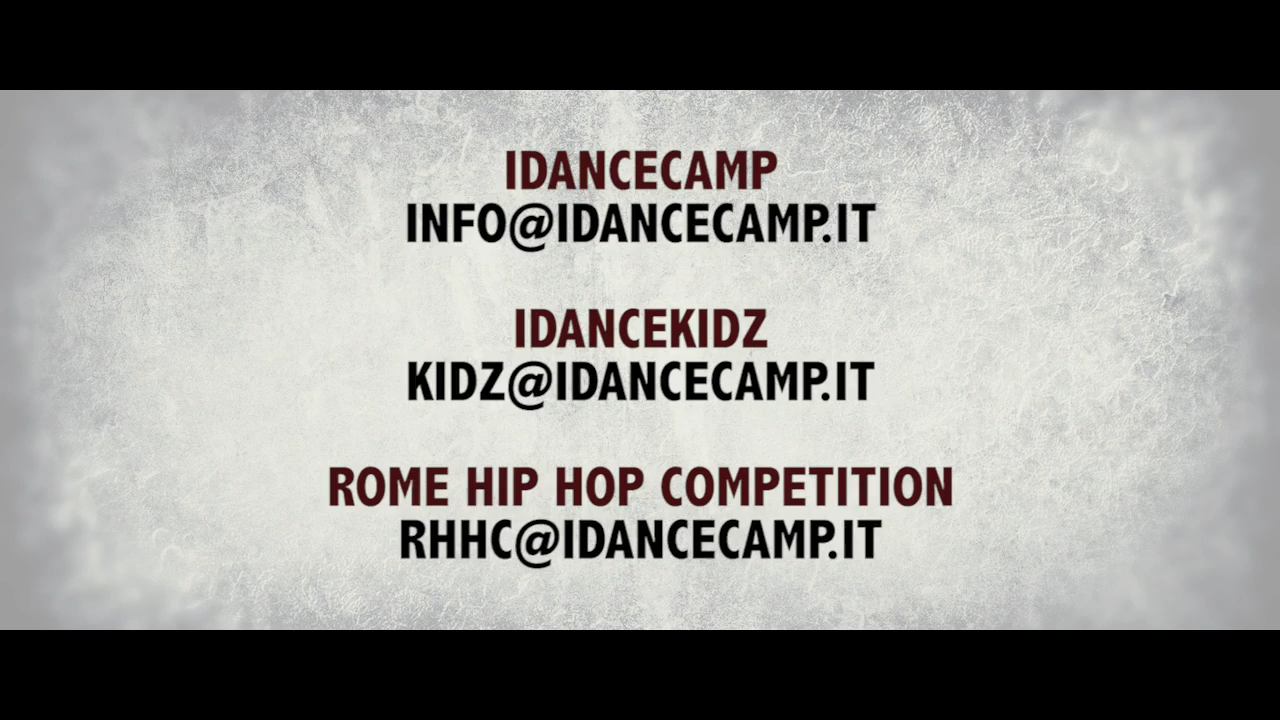 IDANCECAMP
INFO@IDANCECAMP.IT
IDANCEKIDZ
KIDZ@IDANCECAMP.IT
ROME HIP HOP COMPETITION
RHHC@IDANCECAMP.IT